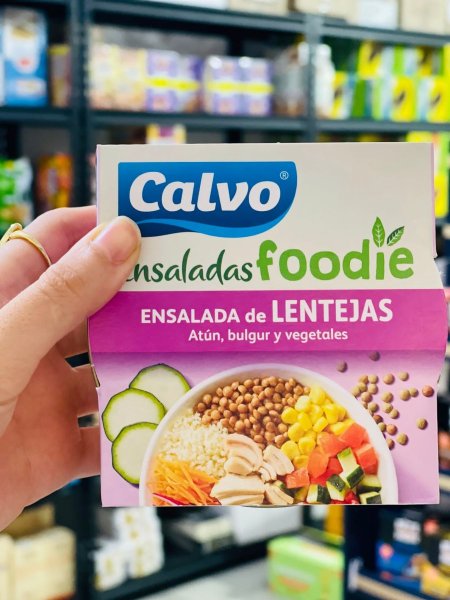 Calvo®
ensaladas foodie
ENSALADA de LENTEJAS
Atún, bulgur y vegetales